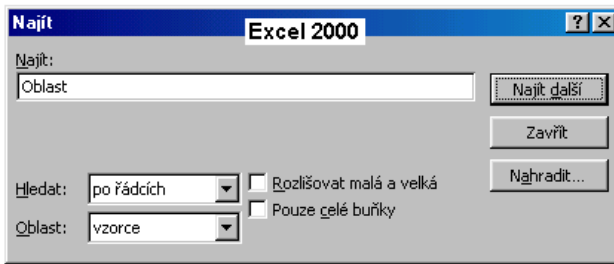 Najít
Excel 2000
Najít:
Oblast
Najít další
Zavřít
Nahradit...
Hledat: po řádcích
Rozlišovat malá a velká
Oblast: vzorce
Pouze celé buňky